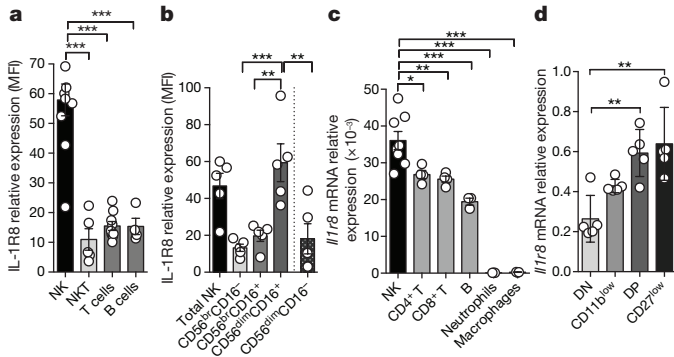 a
IL-1R8 relative expression (MFI)
70
60
50
40
30
20
10
0
***
***
***
NK
NKT
T cells
B cells
b
IL-1R8 relative expression (MFI)
100
80
60
40
20
0
***
**
**
Total NK
CD56brCD16−
CD56brCD16+
CD56dimCD16+
CD56dimCD16−
c
Il1r8 mRNA relative
expression (×10−3)
50
40
30
20
10
0
***
***
***
**
*
NK
CD4+ T
CD8+ T
B
Neutrophils
Macrophages
d
Il1r8 mRNA relative expression
1.0
0.8
0.6
0.4
0.2
0.0
**
**
DN
CD11blow
DP
CD27low